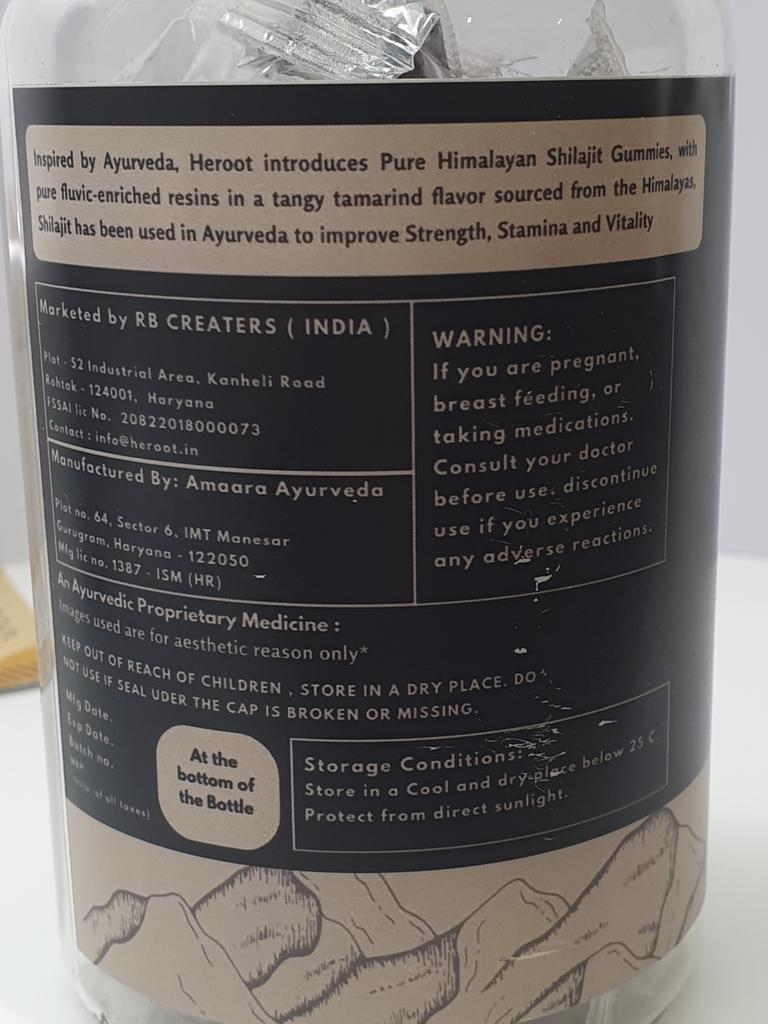 Inspired by Ayurveda, Heroot introduces Pure Himalayan Shilajit Gummies, with
pure fluvic-enriched resins in a tangy tamarind flavor sourced from the Himalayas,
Shilajit has been used in Ayurveda to improve Strength, Stamina and Vitality
Marketed by RB CREATERS ( INDIA )
Plot - 52 Industrial Area, Kanheli Road
Rohtak - 124001, Haryana
FSSAI lic No. 20822018000073
Contact : info@heroot.in
Manufactured By: Amaara Ayurveda
Plot no. 64, Sector 6, IMT Manesar
Gurugram, Haryana - 122050
Mfg lic no. 1387 - ISM (HR)
WARNING:
If you are pregnant,
breast feeding, or
taking medications.
Consult your doctor
before use. discontinue
use if you experience
any adverse reactions.
An Ayurvedic Proprietary Medicine :
Images used are for aesthetic reason only*
KEEP OUT OF REACH OF CHILDREN , STORE IN A DRY PLACE. DO
NOT USE IF SEAL UDER THE CAP IS BROKEN OR MISSING.
Mfg Date.
Exp Date.
Batch no.
MRP
of all taxes)
At the
bottom of
the Bottle
Storage Conditions:
Store in a Cool and dry place below 25 C
Protect from direct sunlight.